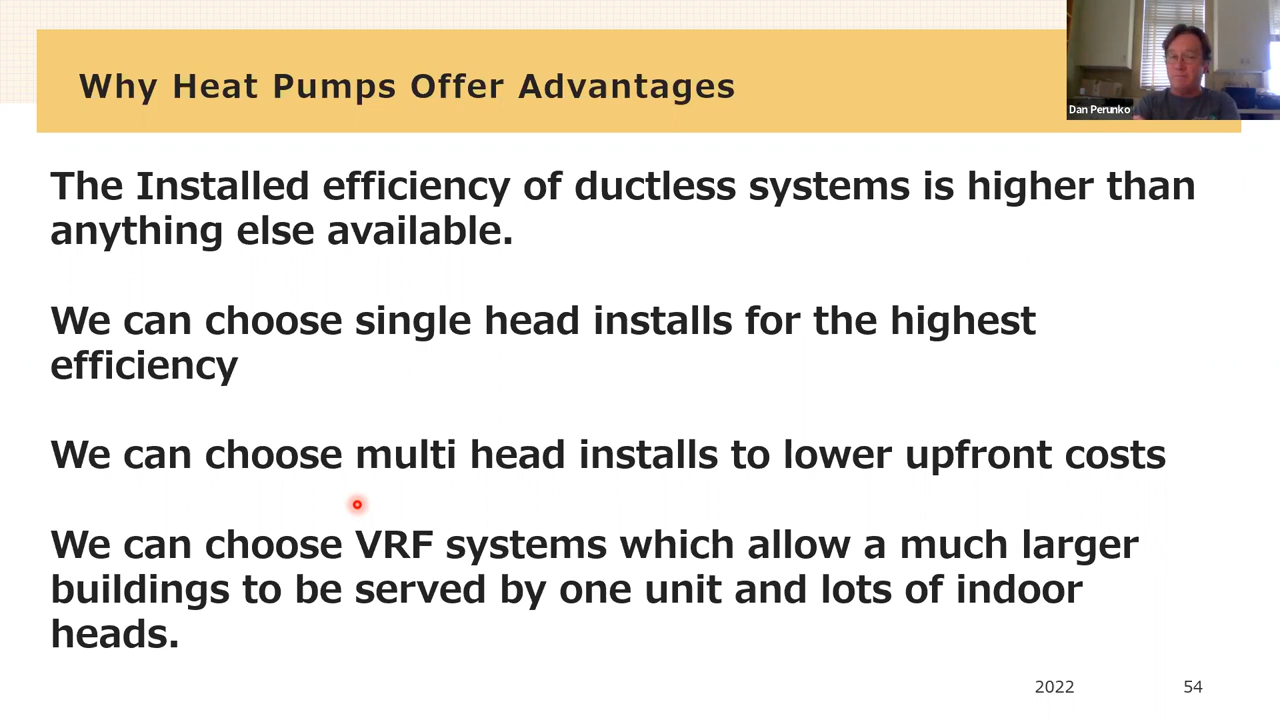 Why Heat Pumps Offer Advantages
Dan Perunko
The Installed efficiency of ductless systems is higher than
anything else available.
We can choose single head installs for the highest
efficiency
We can choose multi head installs to lower upfront costs
We can choose VRF systems which allow a much larger
buildings to be served by one unit and lots of indoor
heads.
2022
54